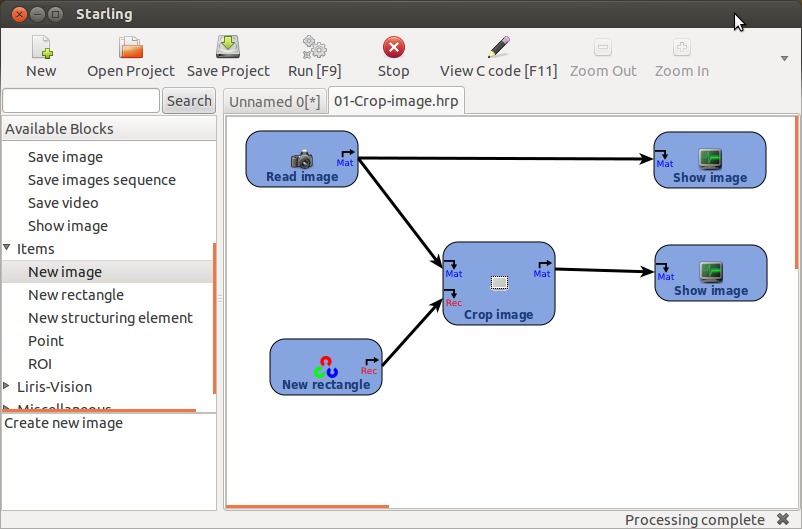 Starling
New Open Project Save Project Run [F9] Stop View C code [F11] Zoom Out Zoom In
Search
Unnamed 0[*] 01-Crop-image.hrp
Available Blocks
Save image
Save images sequence
Save video
Show image
Items
New image
New rectangle
New structuring element
Point
ROI
Liris-Vision
Miscellaneous
Create new image
Mat
Read image
Mat
Show image
Mat
Mat
Rec
Crop image
Mat
Show image
Rec
New rectangle
Processing complete